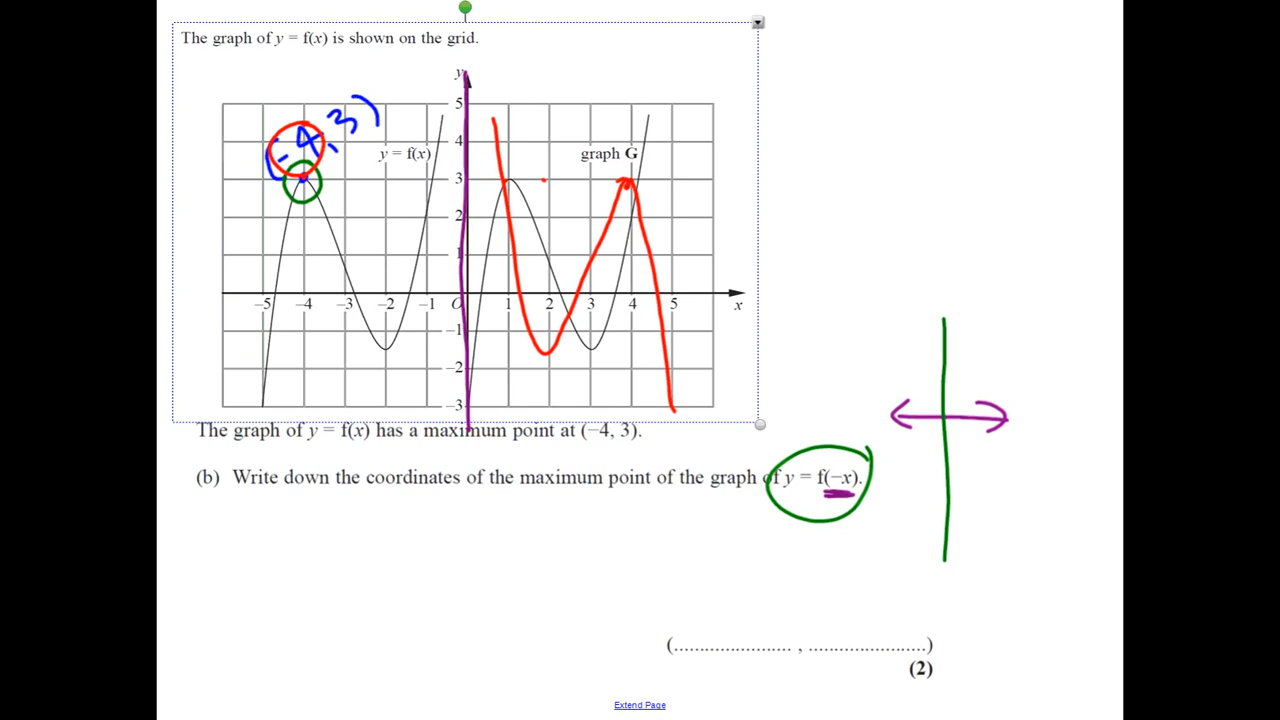 The graph of y = f(x) is shown on the grid.
y
5
(-4,3)
4
y = f(x)
graph G
3
2
1
–5 –4 –3 –2 –1 O 1 2 3 4 5 x
–1
–2
–3
The graph of y = f(x) has a maximum point at (−4, 3).
(b) Write down the coordinates of the maximum point of the graph of y = f(−x).
(...................... , ......................)
(2)
Extend Page